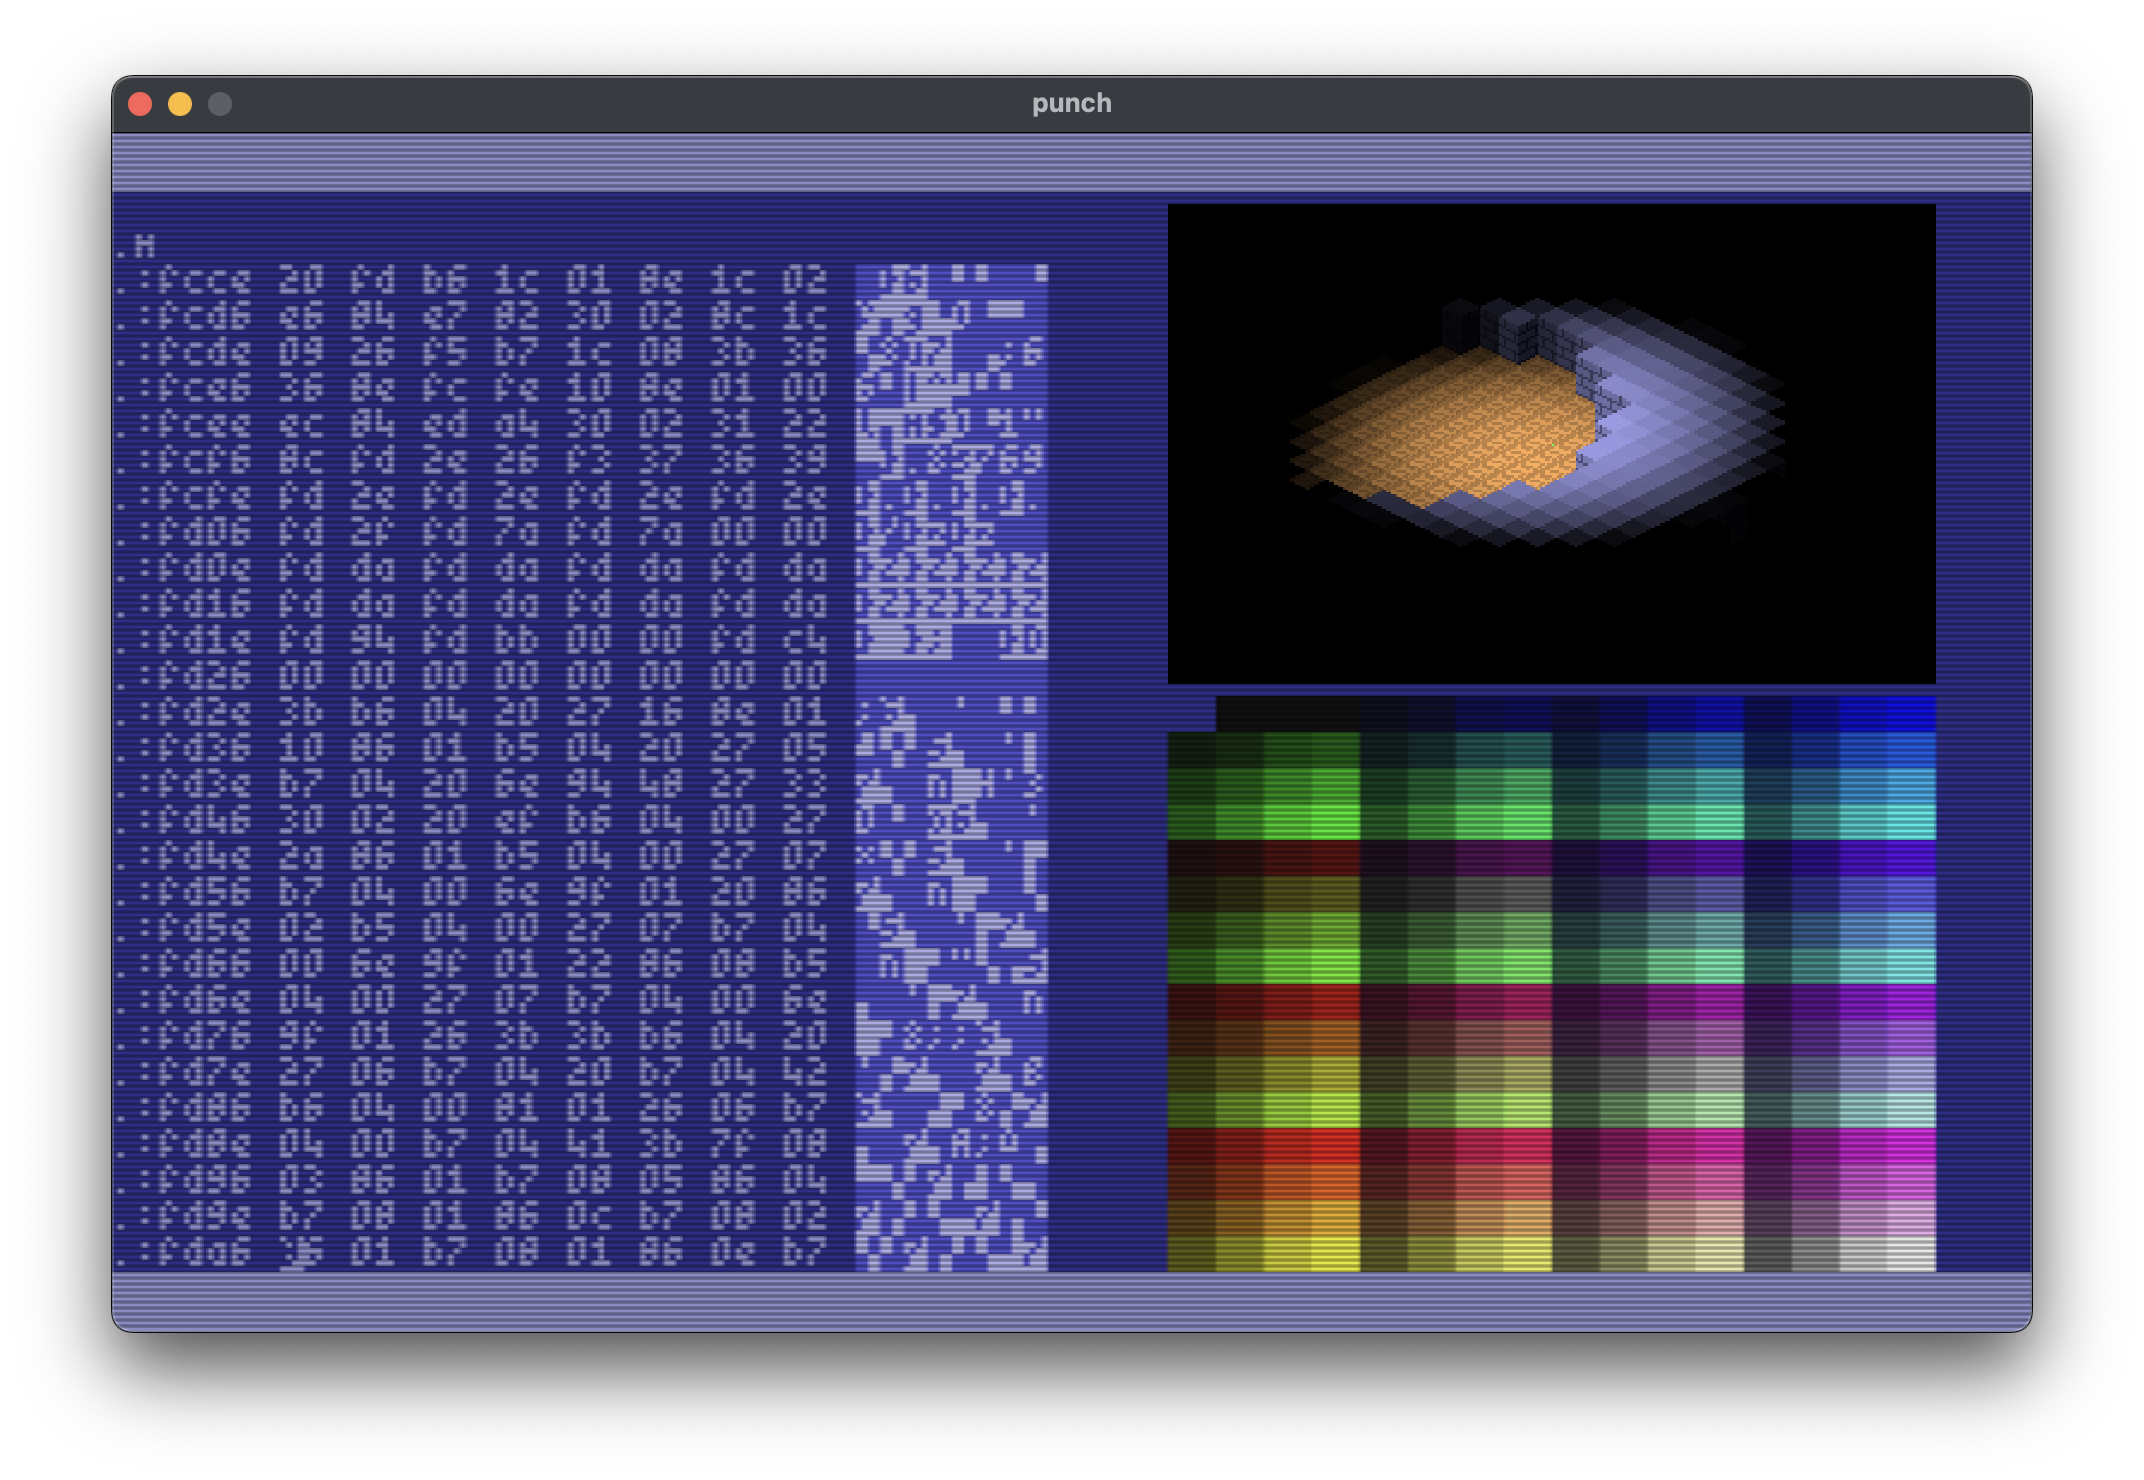 punch
.H
.:fcce 20 fd b6 1c 01 8e 1c 02
.:fcd6 e6 84 e7 82 30 02 8c 1c
.:fcde 09 26 f5 b7 1c 08 3b 36
.:fce6 36 8e fc fe 10 8e 01 00
.:fcee ec 84 ed a4 30 02 31 22
.:fcf6 8c fd 2e 26 f3 37 36 39
.:fcfe fd 2e fd 2e fd 2e fd 2e
.:fd06 fd 2f fd 7a fd 7a 00 00
.:fd0e fd da fd da fd da fd da
.:fd16 fd da fd da fd da fd da
.:fd1e fd 94 fd bb 00 00 fd c4
.:fd26 00 00 00 00 00 00 00 00
.:fd2e 3b b6 04 20 27 16 8e 01
.:fd36 10 86 01 b5 04 20 27 05
.:fd3e b7 04 20 6e 94 48 27 33
.:fd46 30 02 20 ef b6 04 00 27
.:fd4e 2a 86 01 b5 04 00 27 07
.:fd56 b7 04 00 6e 9f 01 20 86
.:fd5e 02 b5 04 00 27 07 b7 04
.:fd66 00 6e 9f 01 22 86 08 b5
.:fd6e 04 00 27 07 b7 04 00 6e
.:fd76 9f 01 26 3b 3b b6 04 20
.:fd7e 27 06 b7 04 20 b7 04 42
.:fd86 b6 04 00 81 01 26 06 b7
.:fd8e 04 00 b7 04 41 3b 7f 08
.:fd96 03 86 01 b7 08 05 86 04
.:fd9e b7 08 01 86 0c b7 08 02
.:fda6 01 b7 08 01 86 0e b7